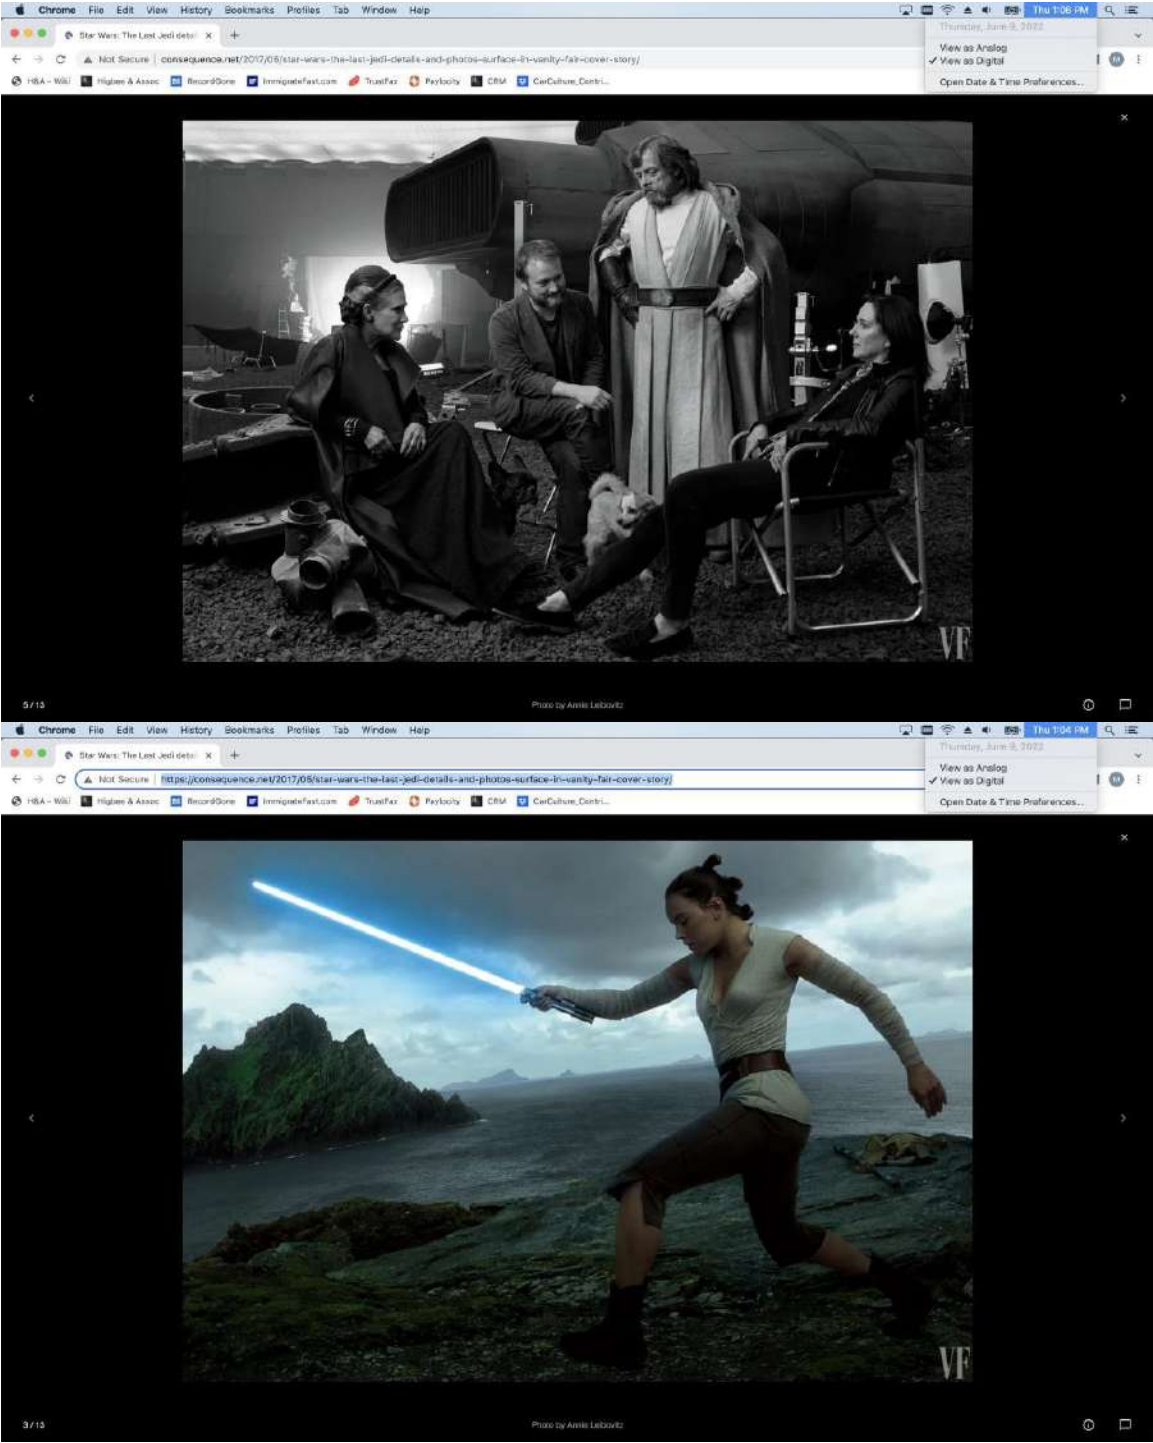 Chrome File Edit View History Bookmarks Profiles Tab Window Help Thu 1:06 PM
Thursday, June 9, 2022
Star Wars: The Last Jedi detai × +
View as Analog
Not Secure | consequence.net/2017/05/star-wars-the-last-jedi-details-and-photos-surface-in-vanity-fair-cover-story/ M
✓ View as Digital
H&A – Wiki Higbee & Assoc RecordGone ImmigrateFast.com TrustFax Paylocity CRM CarCulture_Contri...
Open Date & Time Preferences...
VF
5 / 13 Photo by Annie Leibovitz
Chrome File Edit View History Bookmarks Profiles Tab Window Help Thu 1:04 PM
Thursday, June 9, 2022
Star Wars: The Last Jedi detai × +
View as Analog
Not Secure | https://consequence.net/2017/05/star-wars-the-last-jedi-details-and-photos-surface-in-vanity-fair-cover-story/ M
✓ View as Digital
H&A – Wiki Higbee & Assoc RecordGone ImmigrateFast.com TrustFax Paylocity CRM CarCulture_Contri...
Open Date & Time Preferences...
VF
3 / 13 Photo by Annie Leibovitz